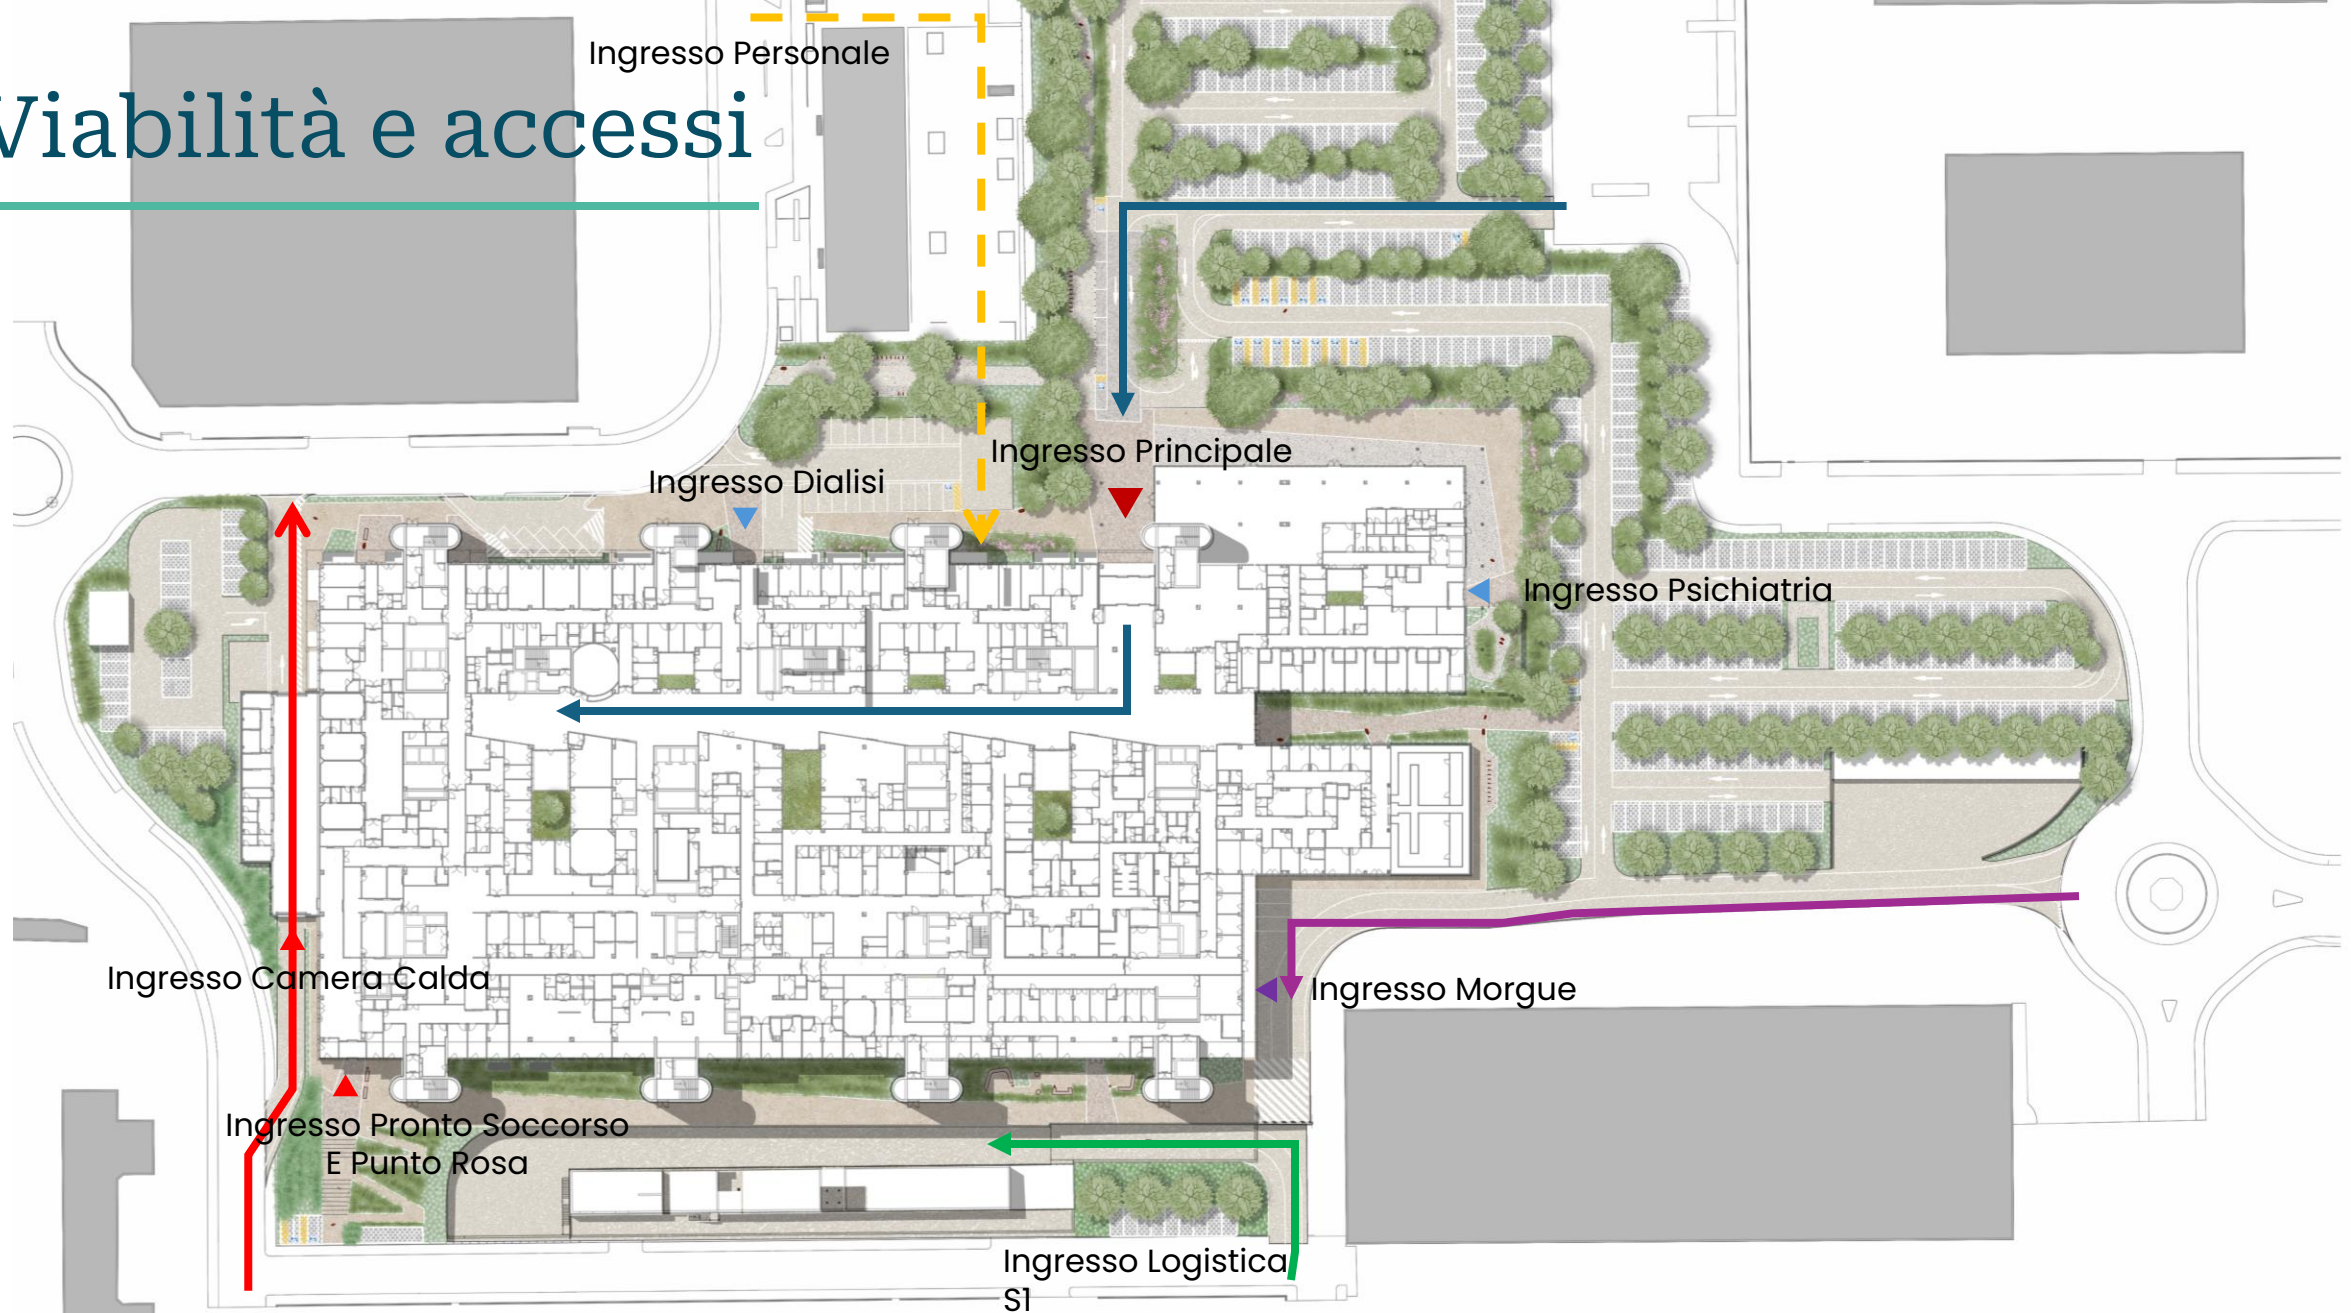 Ingresso Personale
Viabilità e accessi
Ingresso Principale
Ingresso Dialisi
Ingresso Psichiatria
Ingresso Camera Calda
Ingresso Morgue
Ingresso Pronto Soccorso
E Punto Rosa
Ingresso Logistica
S1